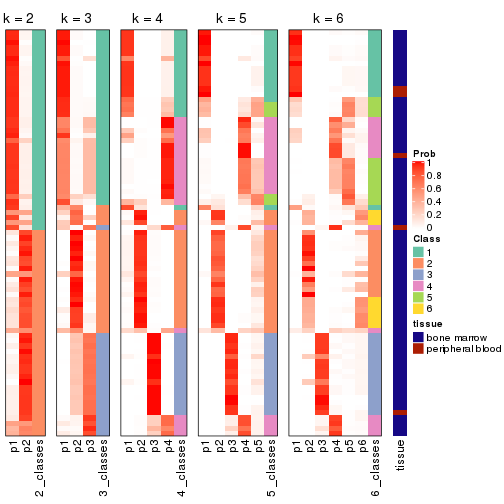 k = 2
k = 3
k = 4
k = 5
k = 6
Prob
1
0.8
0.6
0.4
0.2
0
Class
1
2
3
4
5
6
tissue
bone marrow
peripheral blood
p1
p2
2_classes
p1
p2
p3
3_classes
p1
p2
p3
p4
4_classes
p1
p2
p3
p4
p5
5_classes
p1
p2
p3
p4
p5
p6
6_classes
tissue